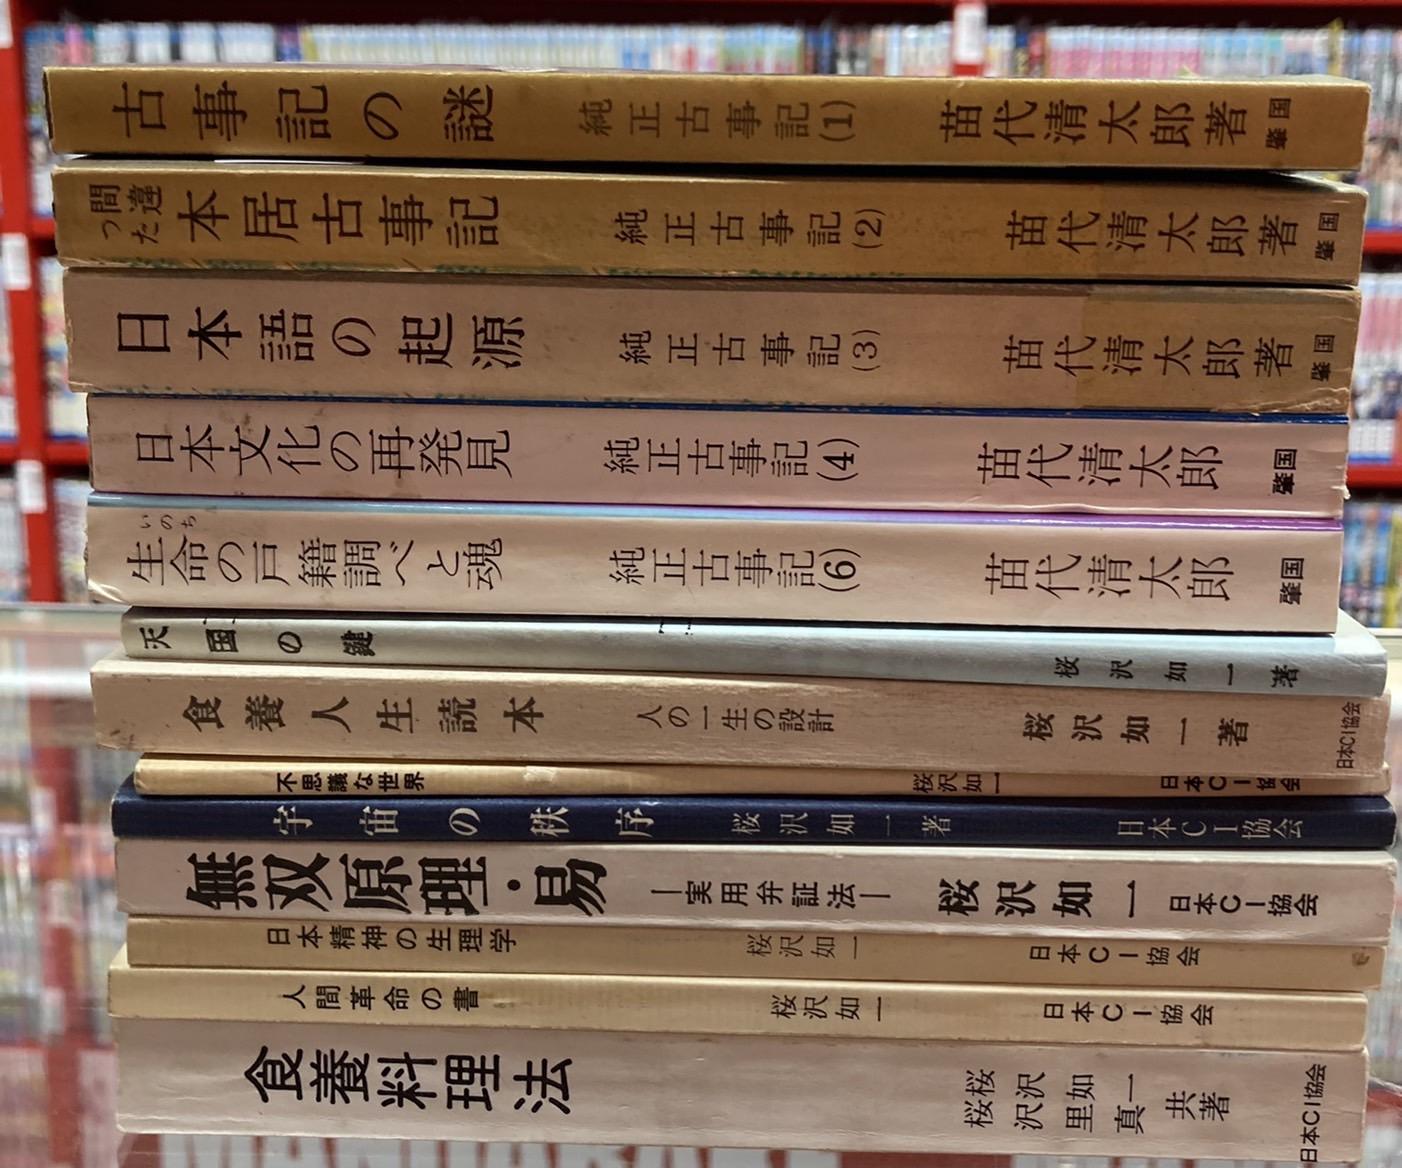 古事記の謎 純正古事記(1) 苗代清太郎著 肇国
間違った本居古事記 純正古事記(2) 苗代清太郎著 肇国
日本語の起源 純正古事記(3) 苗代清太郎著 肇国
日本文化の再発見 純正古事記(4) 苗代清太郎 肇国
生命の戸籍調べと魂 いのち 純正古事記(6) 苗代清太郎 肇国
天国の鍵 桜沢如一著
食養人生読本 人の一生の設計 桜沢如一著 日本CI協会
不思議な世界 桜沢如一 日本CI協会
宇宙の秩序 桜沢如一著 日本CI協会
無双原理・易 ―実用弁証法― 桜沢如一 日本CI協会
日本精神の生理学 桜沢如一 日本CI協会
人間革命の書 桜沢如一 日本CI協会
食養料理法 桜沢里真 桜沢如一 共著 日本CI協会
MANDARAKE